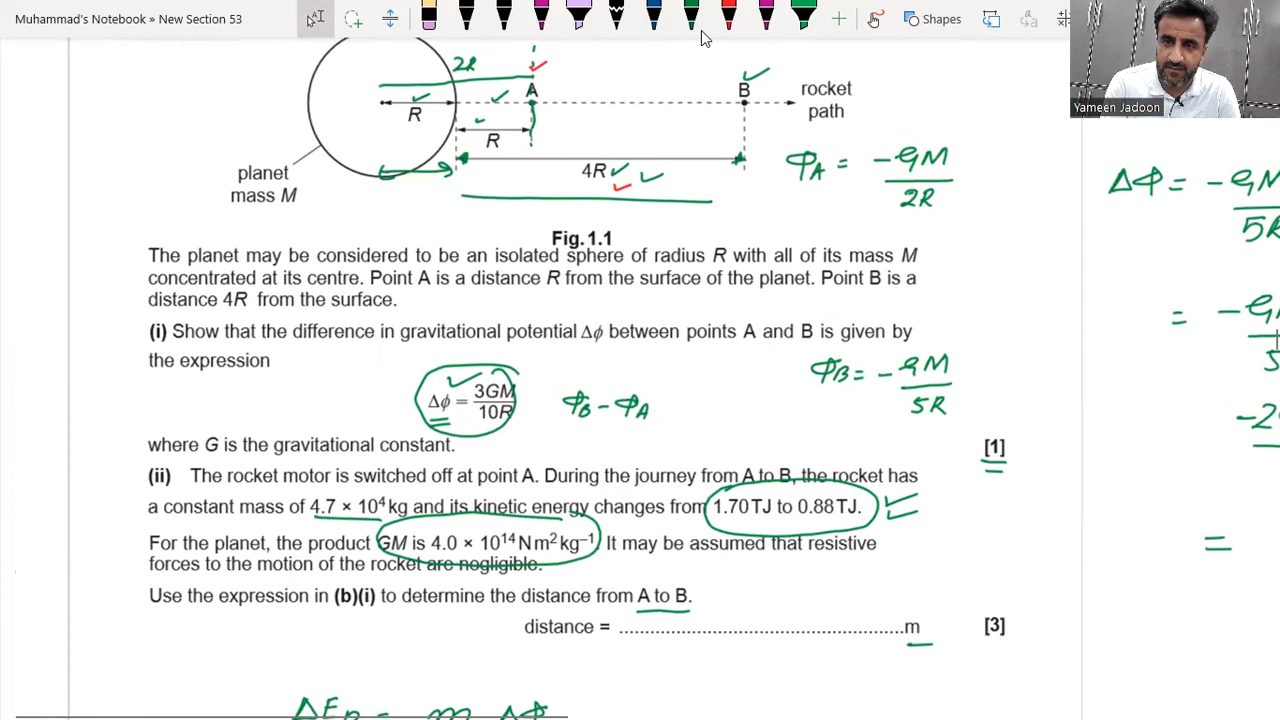 Muhammad's Notebook » New Section 53
Shapes
Yameen Jadoon
2R
A
B
rocket
path
R
R
4R
planet
mass M
ΦA = -GM
2R
ΔΦ = -GM
5R
Fig.1.1
The planet may be considered to be an isolated sphere of radius R with all of its mass M
concentrated at its centre. Point A is a distance R from the surface of the planet. Point B is a
distance 4R from the surface.
(i) Show that the difference in gravitational potential Δϕ between points A and B is given by
the expression
Δϕ = 3GM
10R
ΦB - ΦA
ΦB = -GM
5R
where G is the gravitational constant.
[1]
(ii) The rocket motor is switched off at point A. During the journey from A to B, the rocket has
a constant mass of 4.7 × 10⁴ kg and its kinetic energy changes from 1.70 TJ to 0.88 TJ.
For the planet, the product GM is 4.0 × 10¹⁴ N m² kg⁻¹. It may be assumed that resistive
forces to the motion of the rocket are negligible.
Use the expression in (b)(i) to determine the distance from A to B.
distance = ........................................................ m [3]
=
ΔEp = m ΔΦ